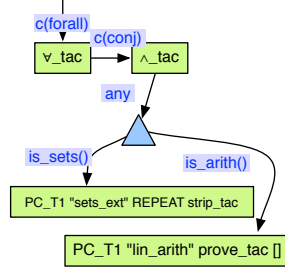 c(forall)
c(conj)
∀_tac
∧_tac
any
is_sets()
is_arith()
PC_T1 "sets_ext" REPEAT strip_tac
PC_T1 "lin_arith" prove_tac []